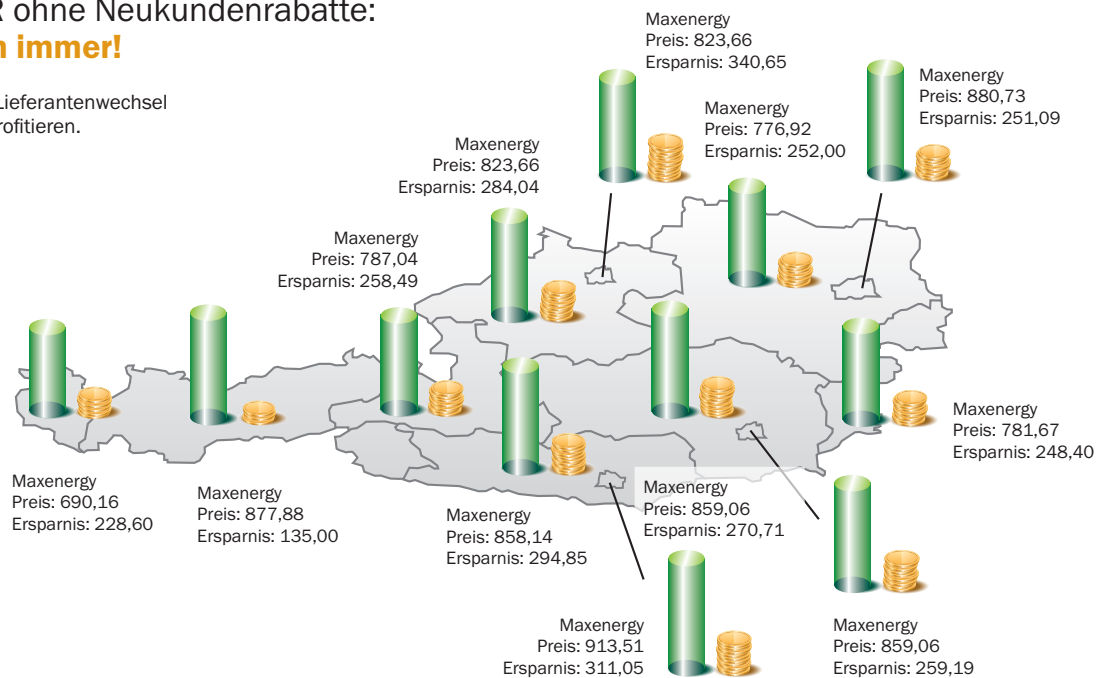 R ohne Neukundenrabatte:
immer!
Lieferantenwechsel
rofitieren.
Maxenergy
Preis: 823,66
Ersparnis: 340,65
Maxenergy
Preis: 880,73
Ersparnis: 251,09
Maxenergy
Preis: 776,92
Ersparnis: 252,00
Maxenergy
Preis: 823,66
Ersparnis: 284,04
Maxenergy
Preis: 787,04
Ersparnis: 258,49
Maxenergy
Preis: 781,67
Ersparnis: 248,40
Maxenergy
Preis: 690,16
Ersparnis: 228,60
Maxenergy
Preis: 877,88
Ersparnis: 135,00
Maxenergy
Preis: 858,14
Ersparnis: 294,85
Maxenergy
Preis: 859,06
Ersparnis: 270,71
Maxenergy
Preis: 913,51
Ersparnis: 311,05
Maxenergy
Preis: 859,06
Ersparnis: 259,19